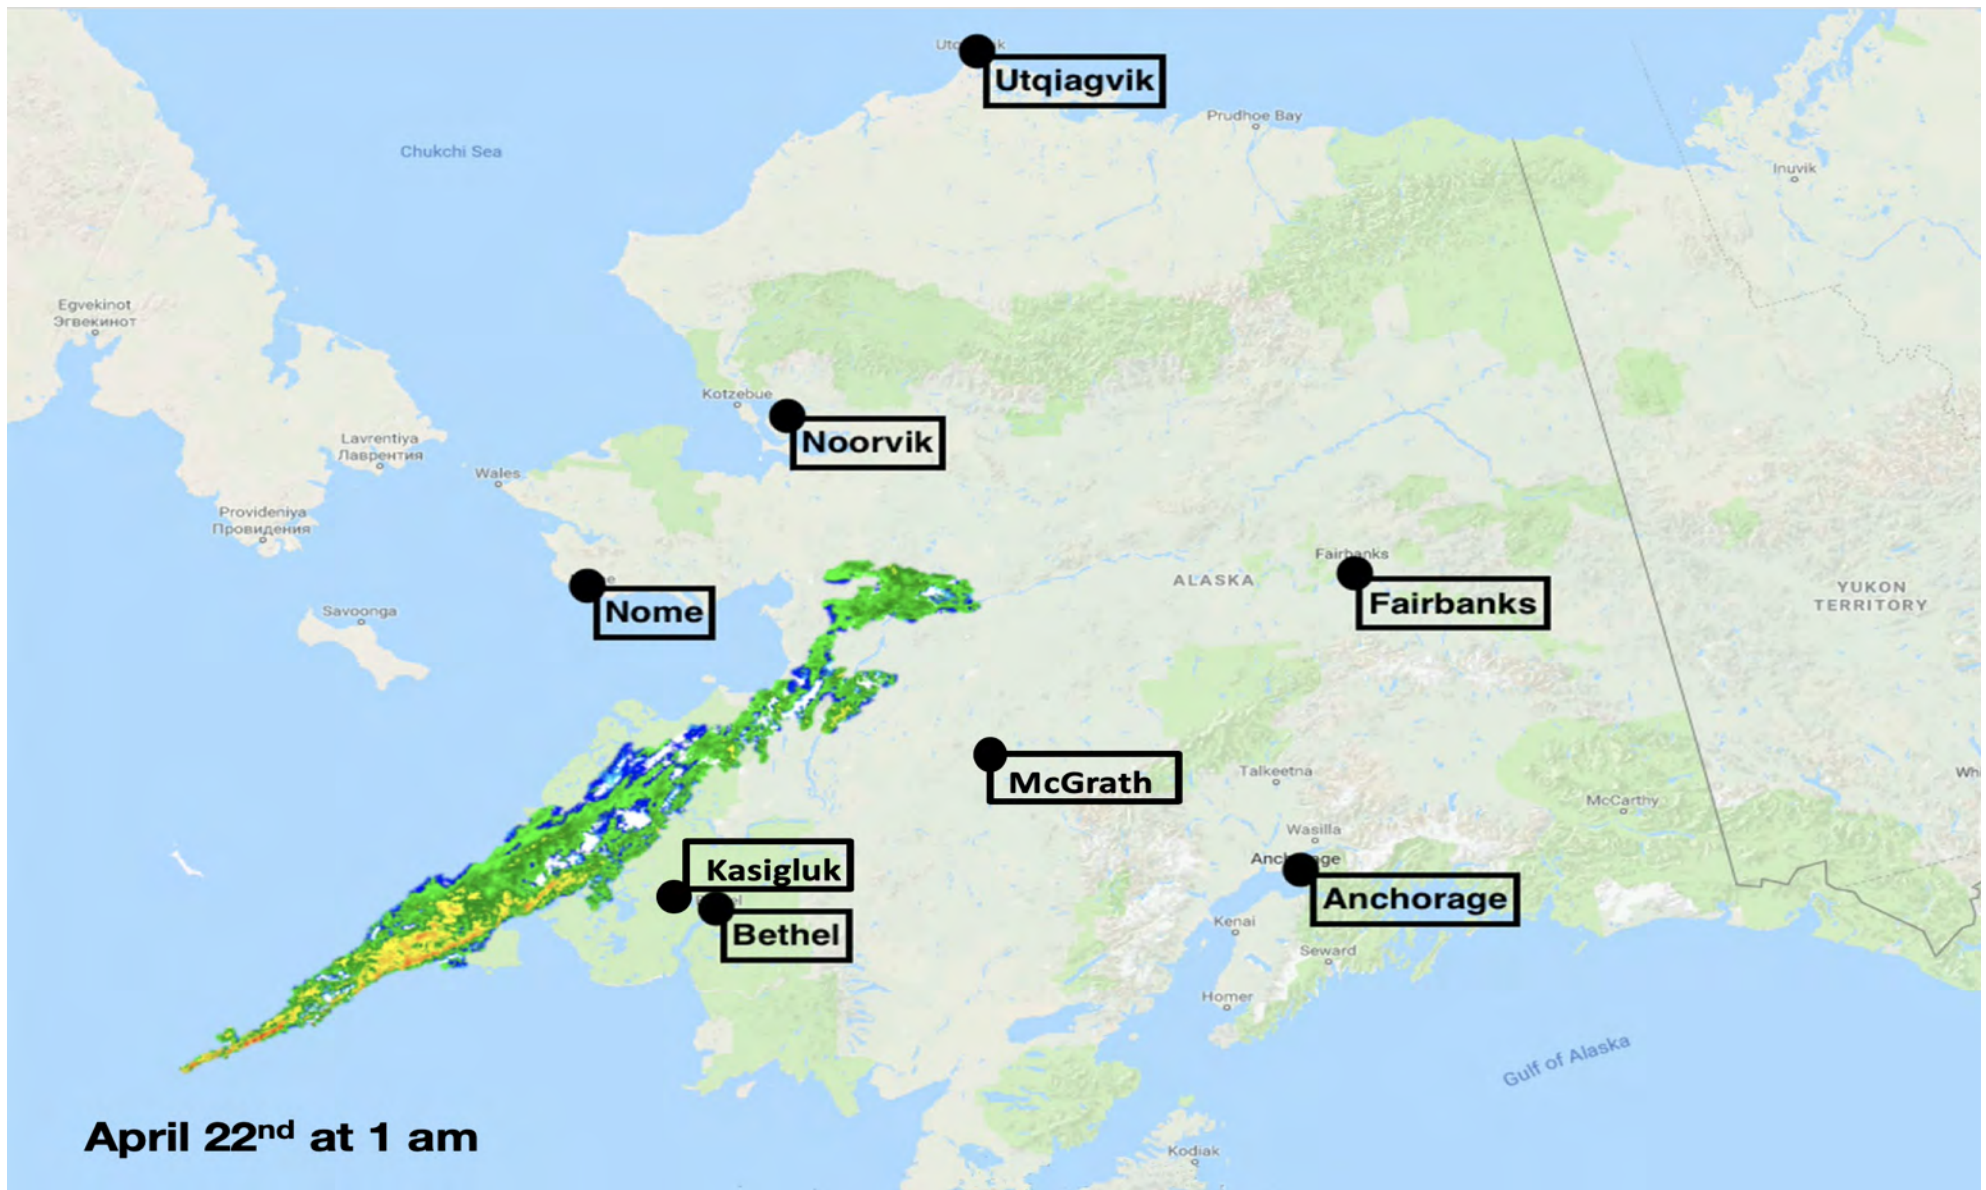 Utqiagvik
Prudhoe Bay
Chukchi Sea
Inuvik
Egvekinot
Эгвекинот
Kotzebue
Noorvik
Lavrentiya
Лаврентия
Wales
Provideniya
Провидения
Fairbanks
ALASKA
Fairbanks
YUKON
TERRITORY
Savoonga
Nome
McGrath
Talkeetna
McCarthy
Wasilla
Anchorage
Kasigluk
Anchorage
Bethel
Kenai
Seward
Homer
Gulf of Alaska
April 22nd at 1 am
Kodiak